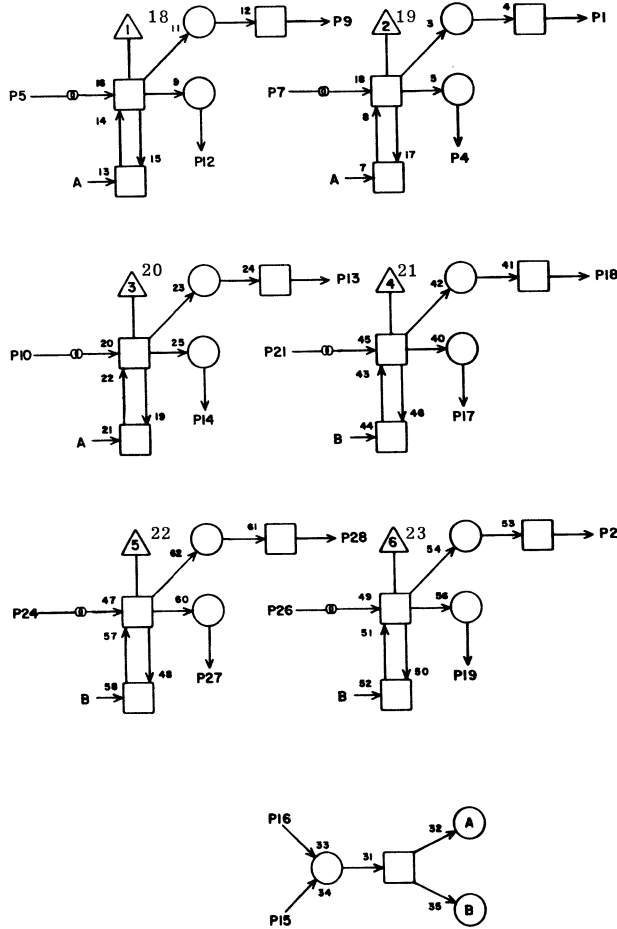 1 18 11 12 P9
P5 16 9
14 15 P12
A 13
2 19 3 4 P1
P7 18 5
8 17 P4
A 7
3 20 23 24 P13
P10 20 25
22 19 P14
A 21
4 21 42 41 P18
P21 45 40
43 46 P17
B 44
5 22 62 61 P28
P24 47 60
57 48 P27
B 58
6 23 54 53 P2
P26 49 56
51 50 P19
B 52
P16 33 31 32 A
P15 34 35 B